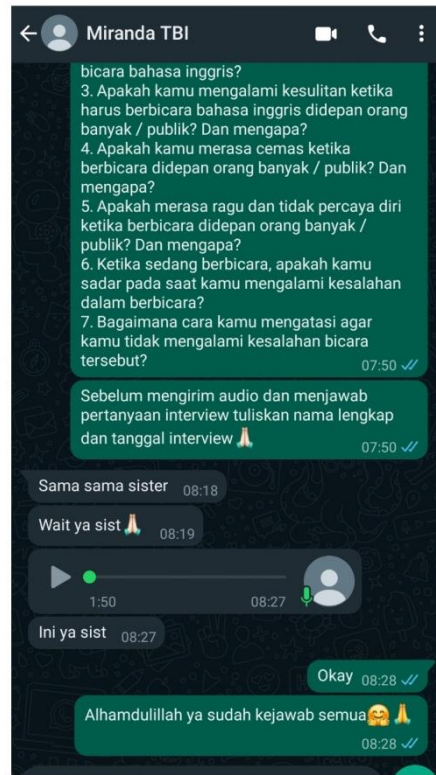 Miranda TBI
bicara bahasa inggris?
3. Apakah kamu mengalami kesulitan ketika
harus berbicara bahasa inggris didepan orang
banyak / publik? Dan mengapa?
4. Apakah kamu merasa cemas ketika
berbicara didepan orang banyak / publik? Dan
mengapa?
5. Apakah merasa ragu dan tidak percaya diri
ketika berbicara didepan orang banyak /
publik? Dan mengapa?
6. Ketika sedang berbicara, apakah kamu
sadar pada saat kamu mengalami kesalahan
dalam berbicara?
7. Bagaimana cara kamu mengatasi agar
kamu tidak mengalami kesalahan bicara
tersebut?
07:50
Sebelum mengirim audio dan menjawab
pertanyaan interview tuliskan nama lengkap
dan tanggal interview🙏🏻
07:50
Sama sama sister 08:18
Wait ya sist🙏🏻 08:19
1:50 08:27
Ini ya sist 08:27
Okay 08:28
Alhamdulillah ya sudah kejawab semua🤗🙏
08:28